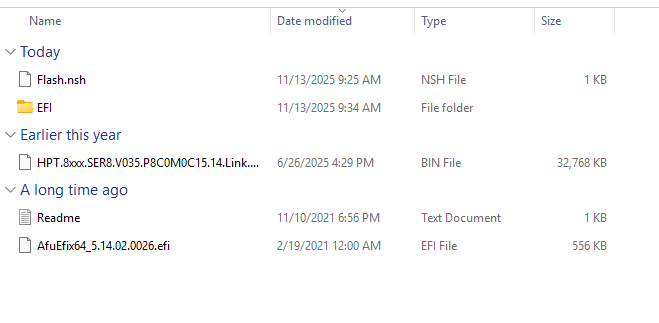 Name Date modified Type Size
Today
Flash.nsh 11/13/2025 9:25 AM NSH File 1 KB
EFI 11/13/2025 9:34 AM File folder
Earlier this year
HPT.8xxx.SER8.V035.P8C0M0C15.14.Link.... 6/26/2025 4:29 PM BIN File 32,768 KB
A long time ago
Readme 11/10/2021 6:56 PM Text Document 1 KB
AfuEfix64_5.14.02.0026.efi 2/19/2021 12:00 AM EFI File 556 KB